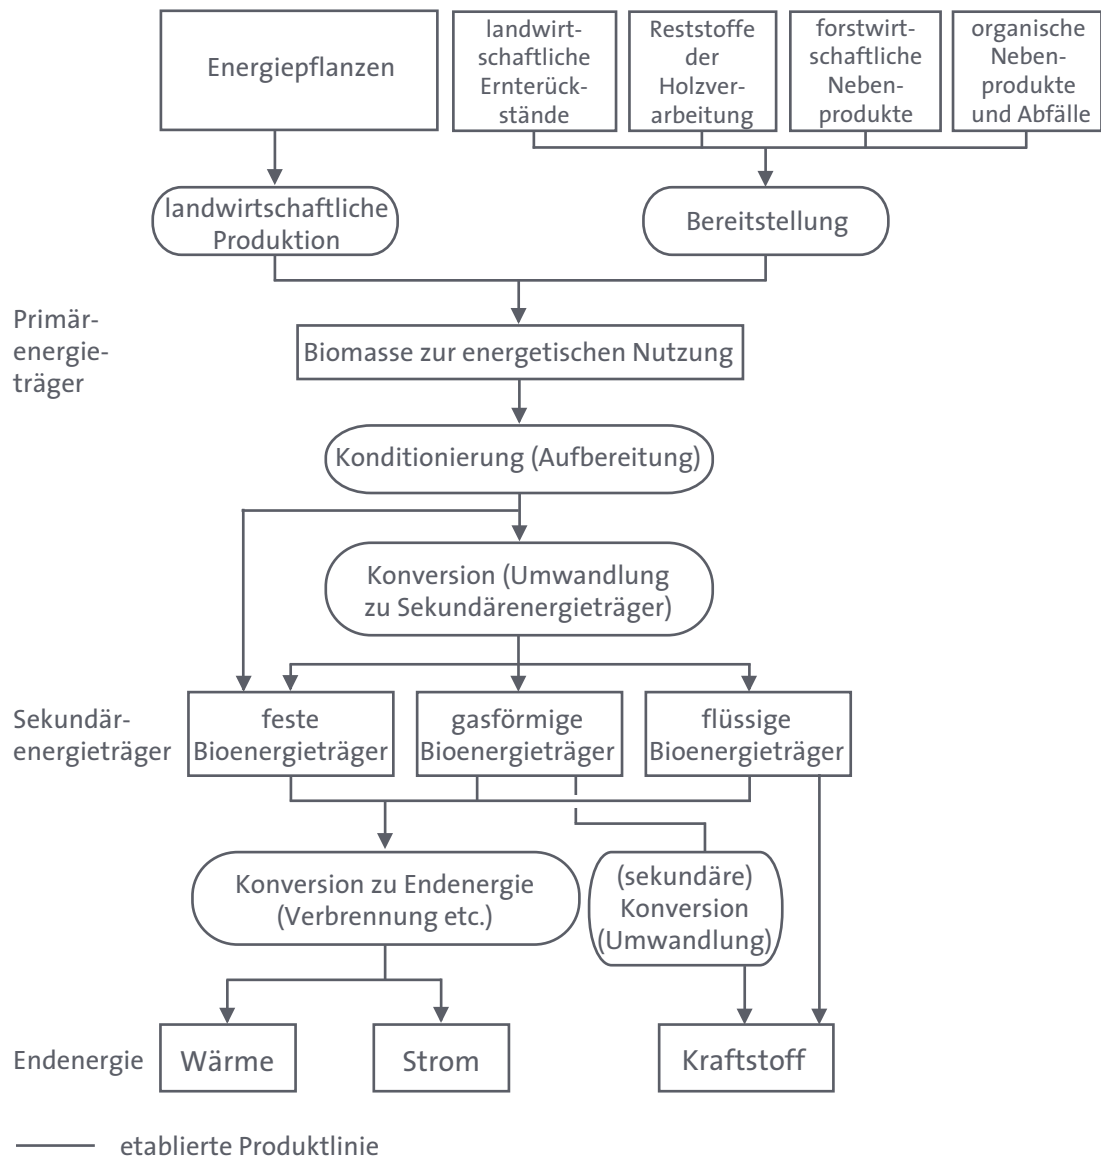 Energiepflanzen
landwirt-
schaftliche
Ernterück-
stände
Reststoffe
der
Holzver-
arbeitung
forstwirt-
schaftliche
Neben-
produkte
organische
Neben-
produkte
und Abfälle
landwirtschaftliche
Produktion
Bereitstellung
Primär-
energie-
träger
Biomasse zur energetischen Nutzung
Konditionierung (Aufbereitung)
Konversion (Umwandlung
zu Sekundärenergieträger)
Sekundär-
energieträger
feste
Bioenergieträger
gasförmige
Bioenergieträger
flüssige
Bioenergieträger
Konversion zu Endenergie
(Verbrennung etc.)
(sekundäre)
Konversion
(Umwandlung)
Endenergie
Wärme
Strom
Kraftstoff
etablierte Produktlinie